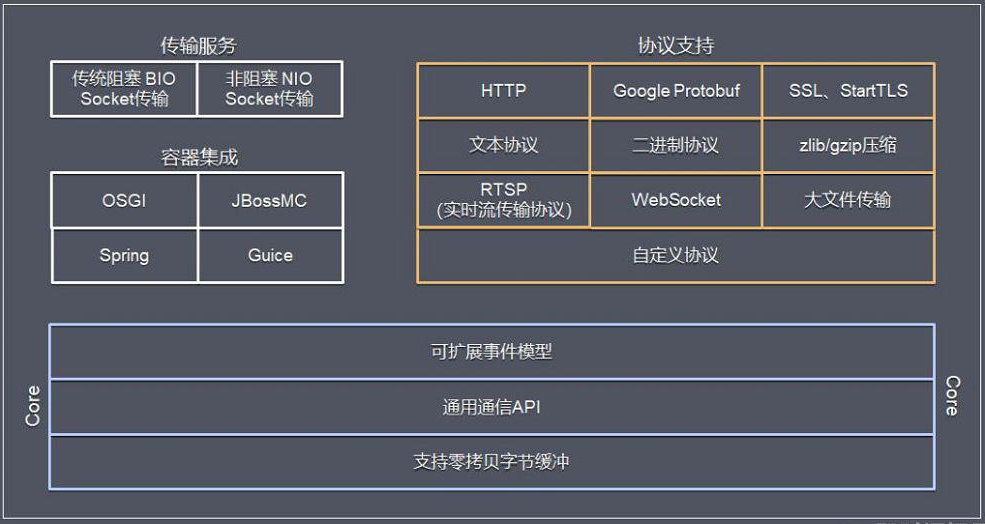 传输服务
传统阻塞 BIO
Socket传输
非阻塞 NIO
Socket传输
容器集成
OSGI
JBossMC
Spring
Guice
协议支持
HTTP
Google Protobuf
SSL、StartTLS
文本协议
二进制协议
zlib/gzip压缩
RTSP
(实时流传输协议)
WebSocket
大文件传输
自定义协议
Core
可扩展事件模型
通用通信API
支持零拷贝字节缓冲
Core